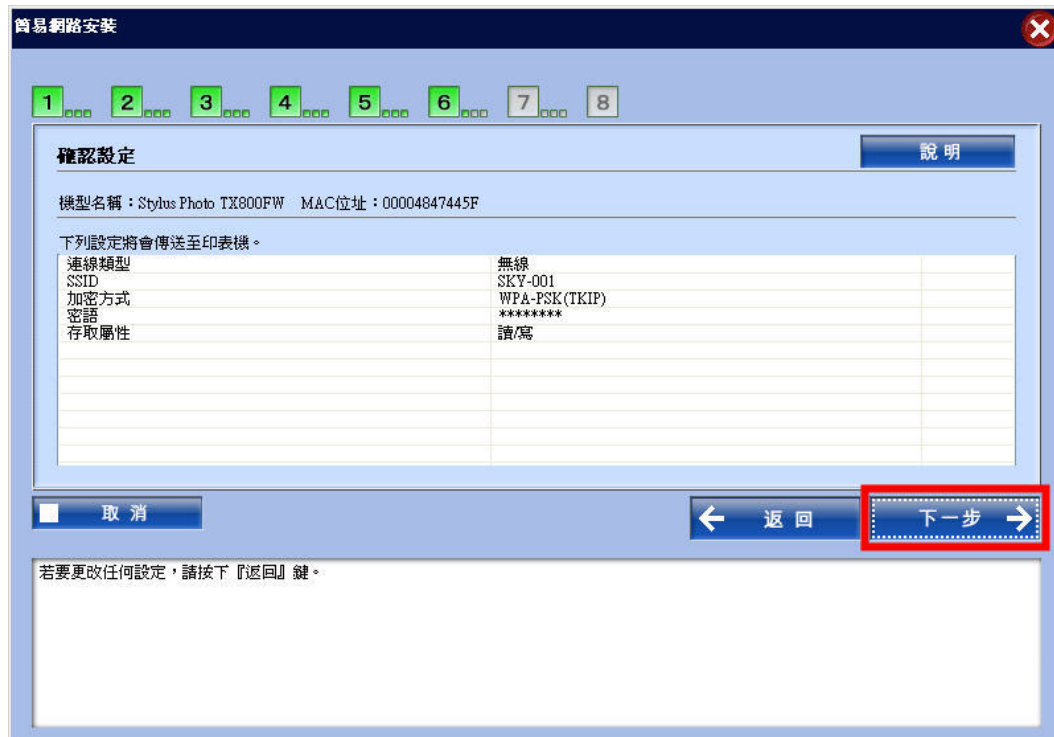 簡易網路安裝
1 2 3 4 5 6 7 8
確認設定
說明
機型名稱：Stylus Photo TX800FW MAC位址：00004847445F
下列設定將會傳送至印表機。
連線類型 無線
SSID SKY-001
加密方式 WPA-PSK(TKIP)
密語 ********
存取屬性 讀/寫
取消
返回
下一步
若要更改任何設定，請按下『返回』鍵。